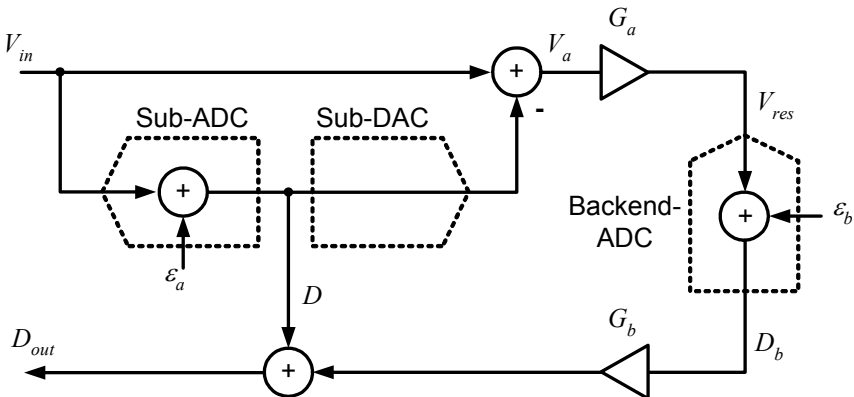 G_a
V_in
V_a
Sub-ADC
Sub-DAC
-
V_res
+
+
Backend-
ADC
+
ε_b
ε_a
D
G_b
D_out
D_b
+